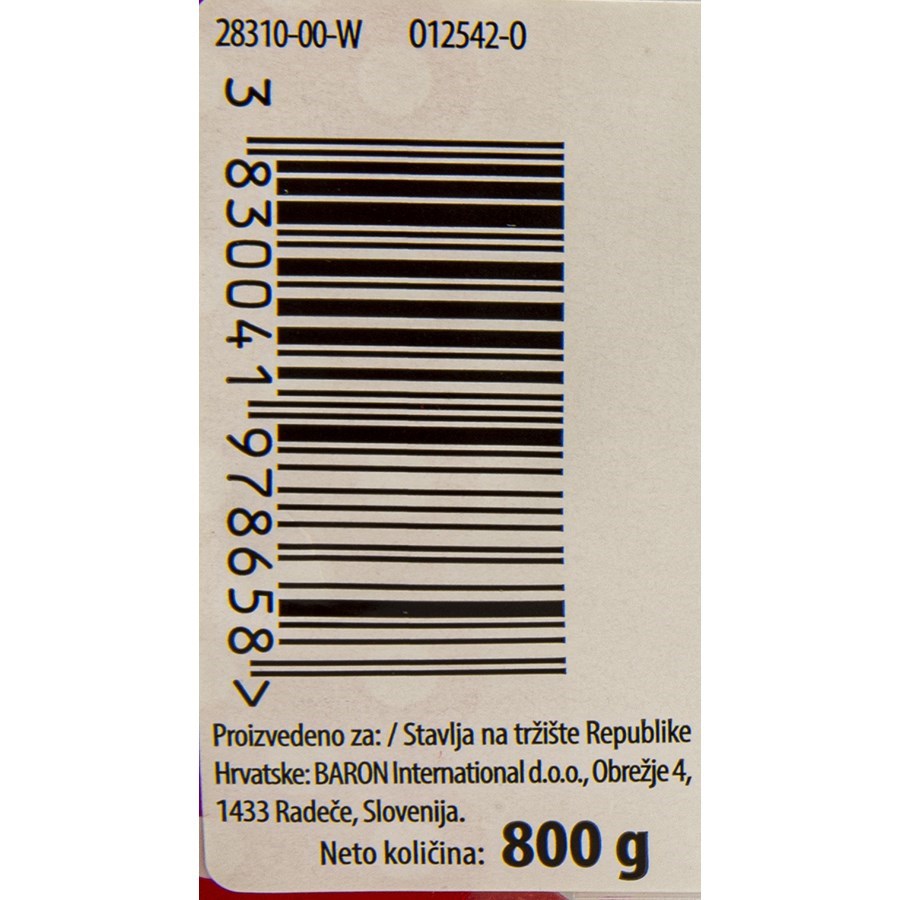 28310-00-W 012542-0
3 830041 978658 >
Proizvedeno za: / Stavlja na tržište Republike
Hrvatske: BARON International d.o.o., Obrežje 4,
1433 Radeče, Slovenija.
Neto količina: 800 g